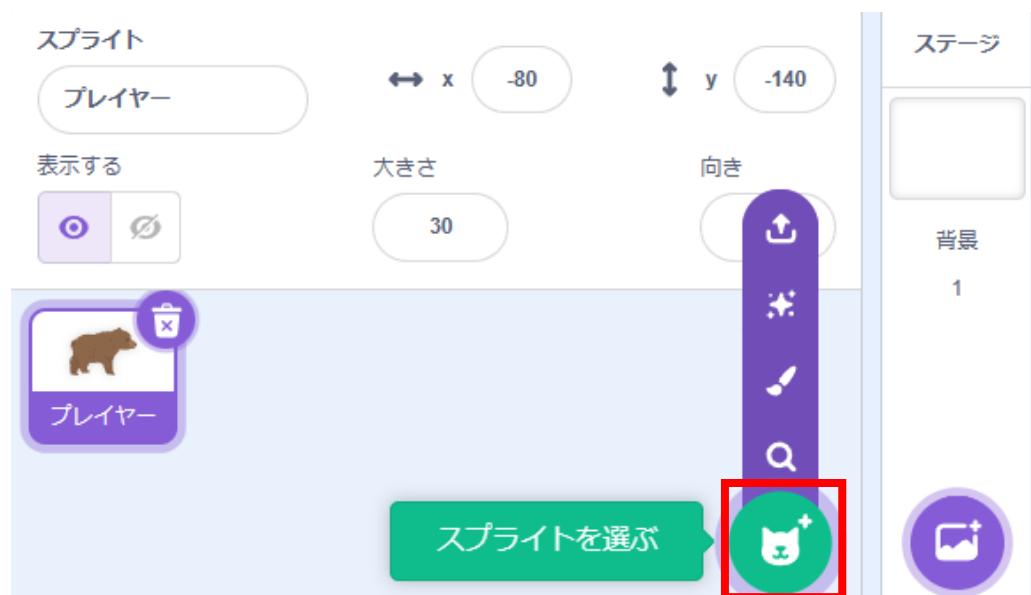 スプライト
プレイヤー
x -80
y -140
表示する
大きさ
30
向き
プレイヤー
スプライトを選ぶ
ステージ
背景
1